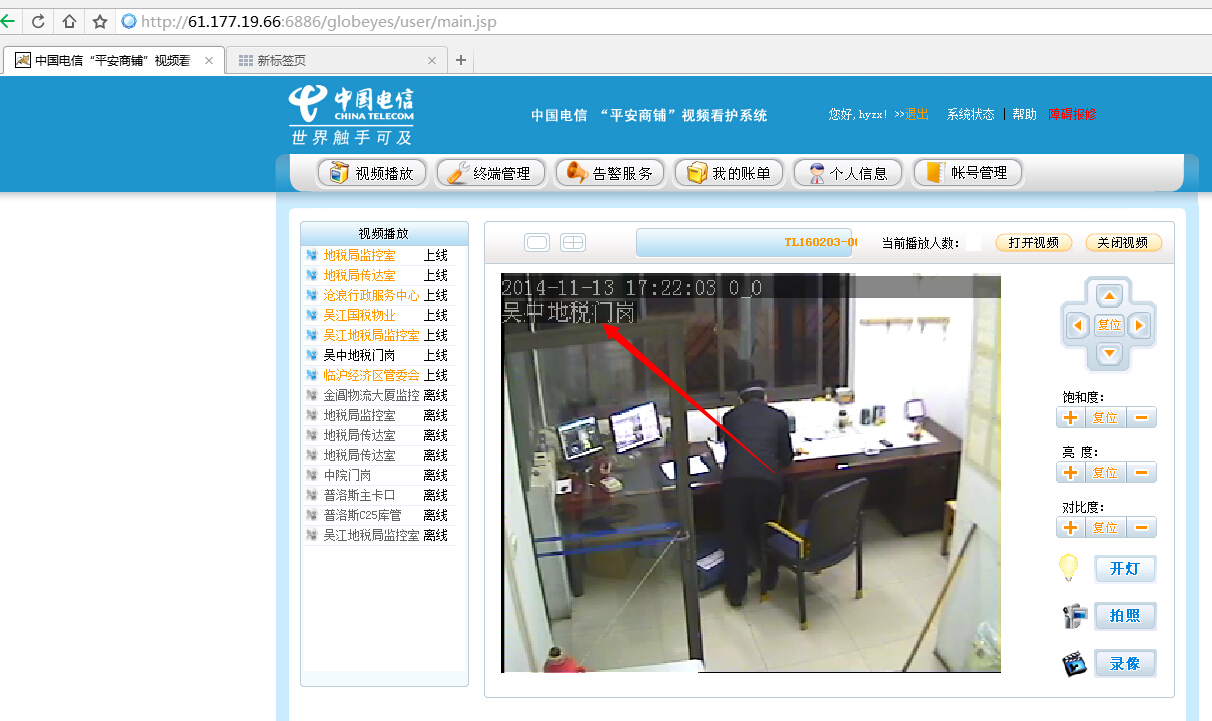 http://61.177.19.66:6886/globeyes/user/main.jsp
中国电信“平安商铺”视频看
新标签页
中国电信
CHINA TELECOM
世界触手可及
中国电信 “平安商铺”视频看护系统
您好,hyzx! >>退出 系统状态 | 帮助 障碍报修
视频播放 终端管理 告警服务 我的账单 个人信息 帐号管理
视频播放
地税局监控室 上线
地税局传达室 上线
沧浪行政服务中心 上线
吴江国税物业 上线
吴江地税局监控室 上线
吴中地税门岗 上线
临沪经济区管委会 上线
金阊物流大厦监控 离线
地税局监控室 离线
地税局传达室 离线
地税局传达室 离线
中院门岗 离线
普洛斯主卡口 离线
普洛斯C25库管 离线
吴江地税局监控室 离线
TL160203-0 当前播放人数: 打开视频 关闭视频
2014-11-13 17:22:03 0_0
吴中地税门岗
复位
饱和度:
复位
亮 度:
复位
对比度:
复位
开灯
拍照
录像